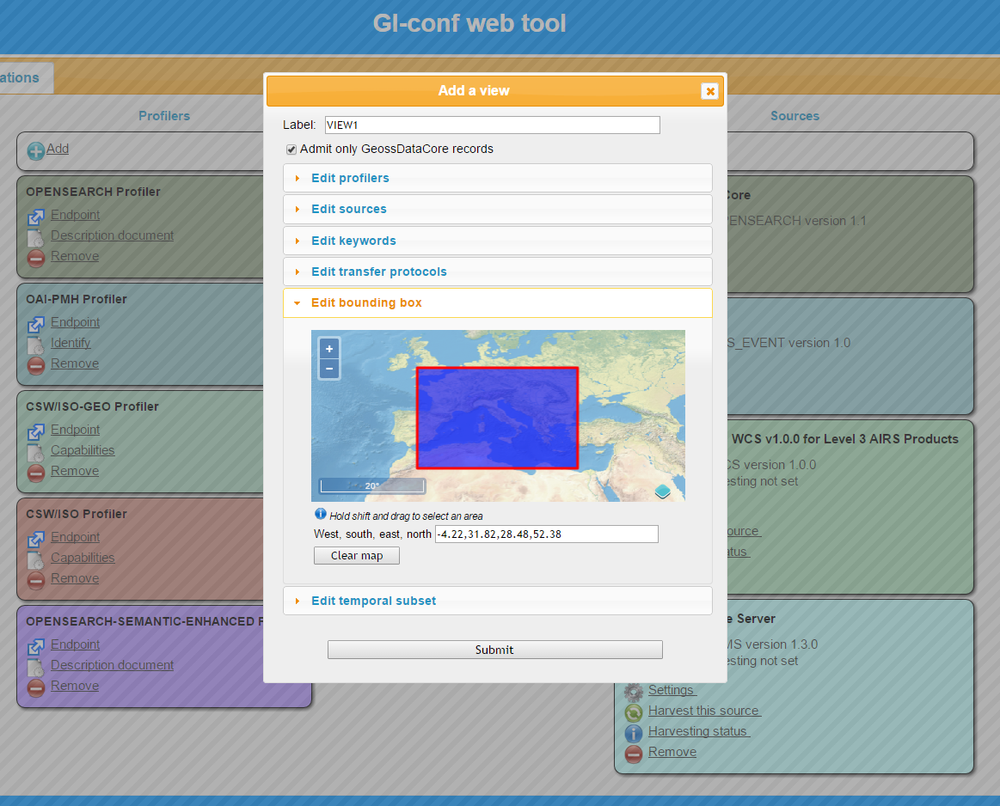 GI-conf web tool
ations
Profilers
Add
OPENSEARCH Profiler
Endpoint
Description document
Remove
OAI-PMH Profiler
Endpoint
Identify
Remove
CSW/ISO-GEO Profiler
Endpoint
Capabilities
Remove
CSW/ISO Profiler
Endpoint
Capabilities
Remove
OPENSEARCH-SEMANTIC-ENHANCED
Endpoint
Description document
Remove
Add a view
Label: VIEW1
Admit only GeossDataCore records
Edit profilers
Edit sources
Edit keywords
Edit transfer protocols
Edit bounding box
+
−
20°
Hold shift and drag to select an area
West, south, east, north -4.22,31.82,28.48,52.38
Clear map
Edit temporal subset
Submit
Sources
Core
ENSEARCH version 1.1
S_EVENT version 1.0
WCS v1.0.0 for Level 3 AIRS Products
CS version 1.0.0
esting not set
ource
atus
e Server
MS version 1.3.0
esting not set
Settings
Harvest this source
Harvesting status
Remove